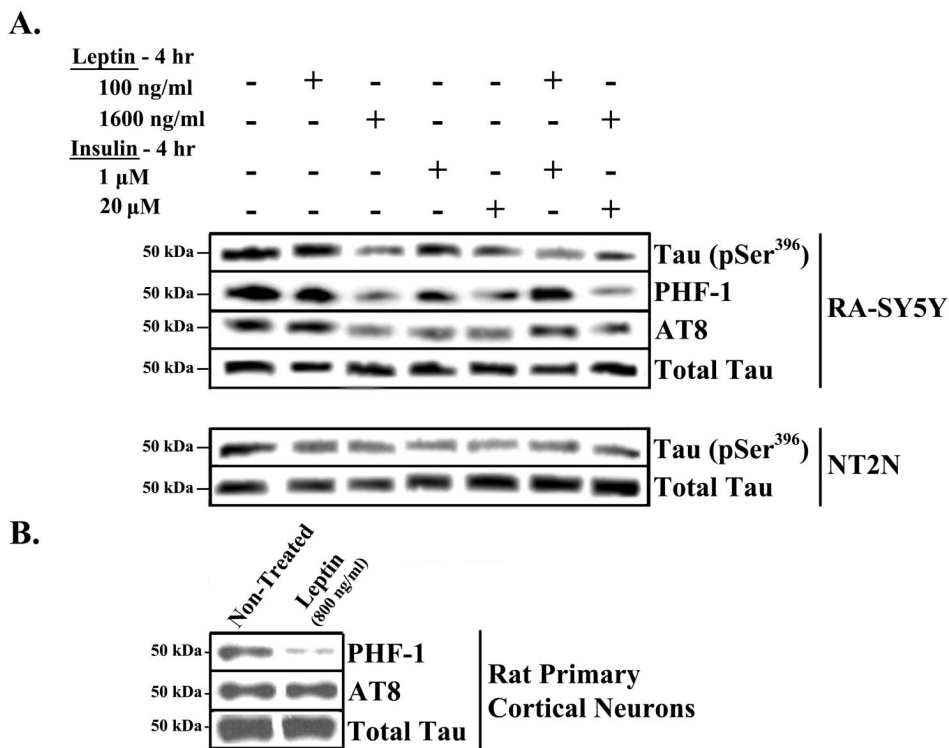 A.
Leptin - 4 hr
100 ng/ml - + - - - + -
1600 ng/ml - - + - - - +
Insulin - 4 hr
1 µM - - - + - + -
20 µM - - - - + - +
50 kDa Tau (pSer³⁹⁶)
50 kDa PHF-1
50 kDa AT8
50 kDa Total Tau
RA-SY5Y
50 kDa Tau (pSer³⁹⁶)
50 kDa Total Tau
NT2N
B.
Non-Treated
Leptin
(800 ng/ml)
50 kDa PHF-1
50 kDa AT8
50 kDa Total Tau
Rat Primary
Cortical Neurons